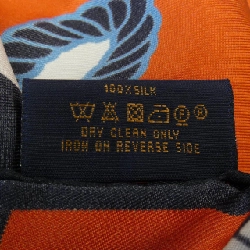 100% SILK
DRY CLEAN ONLY
IRON ON REVERSE SIDE